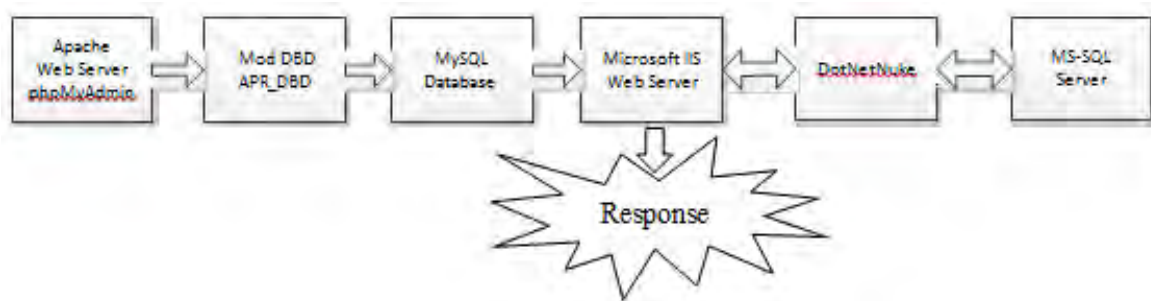 Apache
Web Server
phpMyAdmin
Mod DBD
APR_DBD
MySQL
Database
Microsoft IIS
Web Server
DotNetNuke
MS-SQL
Server
Response